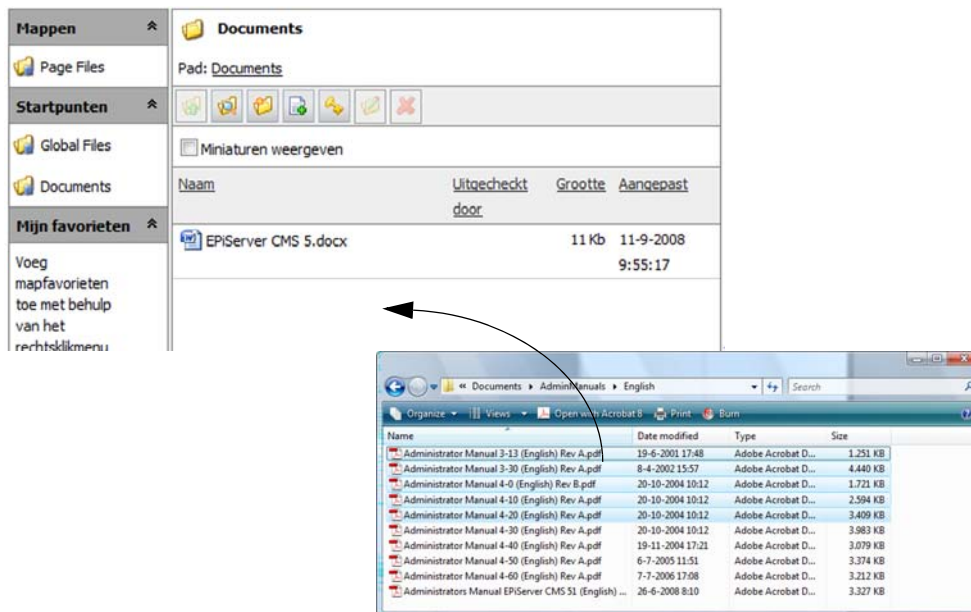 Mappen
Page Files
Startpunten
Global Files
Documents
Mijn favorieten
Voeg
mapfavorieten
toe met behulp
van het
rechtsklikmenu
Documents
Pad: Documents
Miniaturen weergeven
Naam Uitgecheckt door Grootte Aangepast
EPiServer CMS 5.docx 11 Kb 11-9-2008
9:55:17
« Documents AdminManuals English Search
Organize Views Open with Acrobat 8 Print Burn
Name Date modified Type Size
Administrator Manual 3-13 (English) Rev A.pdf 19-6-2001 17:48 Adobe Acrobat D... 1.251 KB
Administrator Manual 3-30 (English) Rev A.pdf 8-4-2002 15:57 Adobe Acrobat D... 4.440 KB
Administrator Manual 4-0 (English) Rev B.pdf 20-10-2004 10:12 Adobe Acrobat D... 1.721 KB
Administrator Manual 4-10 (English) Rev A.pdf 20-10-2004 10:12 Adobe Acrobat D... 2.594 KB
Administrator Manual 4-20 (English) Rev A.pdf 20-10-2004 10:12 Adobe Acrobat D... 3.409 KB
Administrator Manual 4-30 (English) Rev A.pdf 20-10-2004 10:12 Adobe Acrobat D... 3.983 KB
Administrator Manual 4-40 (English) Rev A.pdf 19-11-2004 17:21 Adobe Acrobat D... 3.079 KB
Administrator Manual 4-50 (English) Rev A.pdf 6-7-2005 11:51 Adobe Acrobat D... 3.374 KB
Administrator Manual 4-60 (English) Rev A.pdf 7-7-2006 17:08 Adobe Acrobat D... 3.212 KB
Administrators Manual EPiServer CMS 51 (English) ... 26-6-2008 8:10 Adobe Acrobat D... 3.327 KB